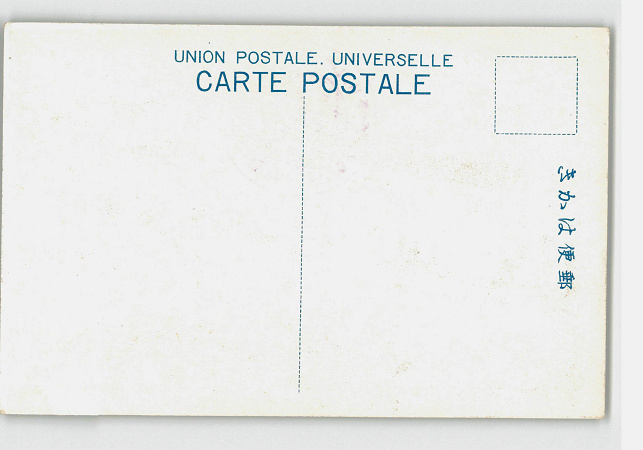 UNION POSTALE. UNIVERSELLE
CARTE POSTALE
郵便はかき